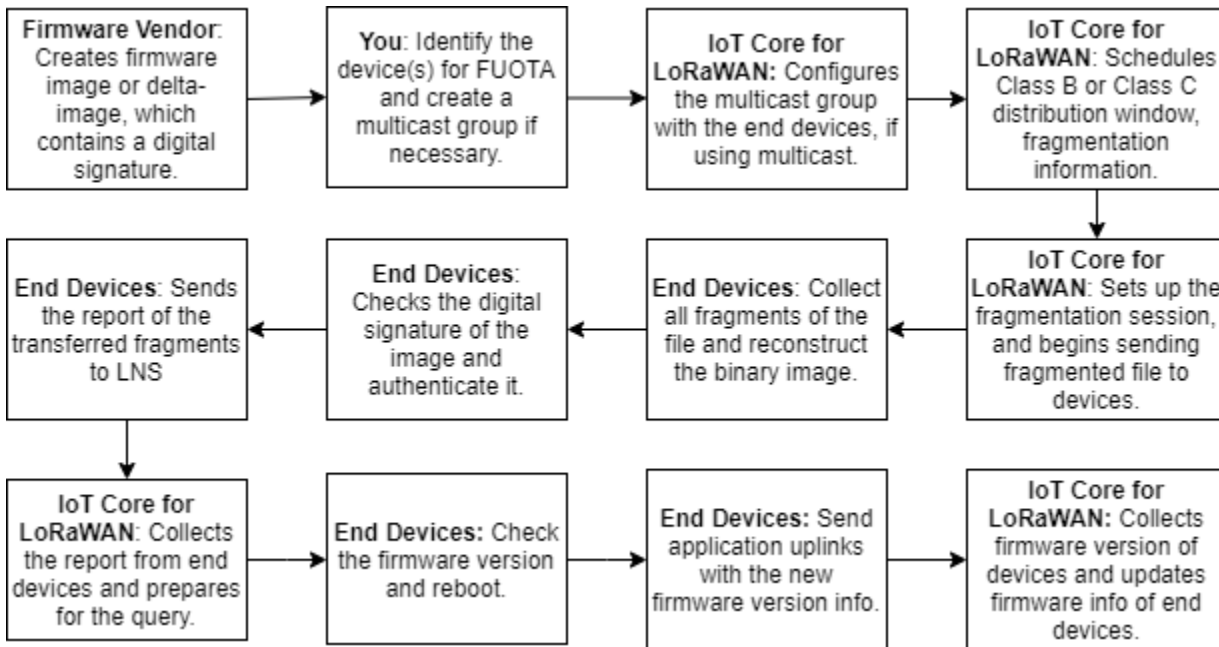 Firmware Vendor:
Creates firmware
image or delta-
image, which
contains a digital
signature.
You: Identify the
device(s) for FUOTA
and create a
multicast group if
necessary.
IoT Core for
LoRaWAN: Configures
the multicast group
with the end devices, if
using multicast.
IoT Core for
LoRaWAN: Schedules
Class B or Class C
distribution window,
fragmentation
information.
IoT Core for
LoRaWAN: Sets up the
fragmentation session,
and begins sending
fragmented file to
devices.
End Devices: Collect
all fragments of the
file and reconstruct
the binary image.
End Devices:
Checks the digital
signature of the
image and
authenticate it.
End Devices: Sends
the report of the
transferred fragments
to LNS
IoT Core for
LoRaWAN: Collects
the report from end
devices and prepares
for the query.
End Devices: Check
the firmware version
and reboot.
End Devices: Send
application uplinks
with the new
firmware version info.
IoT Core for
LoRaWAN: Collects
firmware version of
devices and updates
firmware info of end
devices.